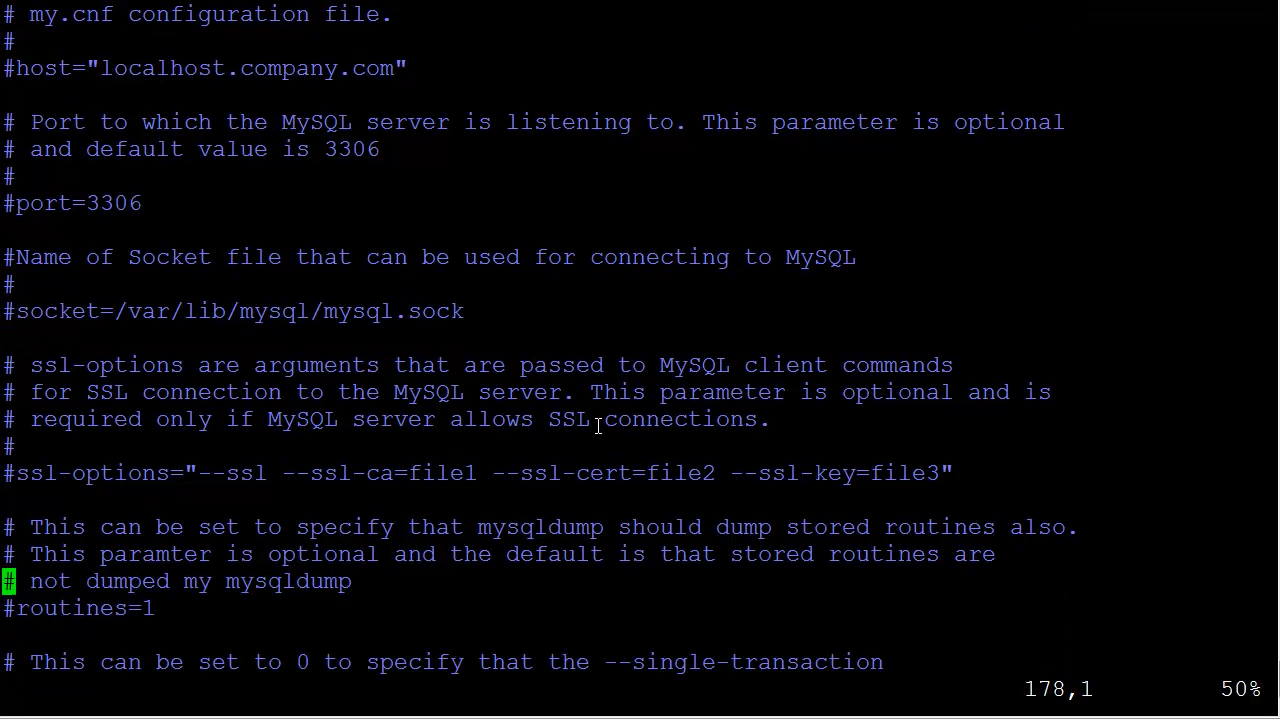 # my.cnf configuration file.
#
#host="localhost.company.com"
# Port to which the MySQL server is listening to. This parameter is optional
# and default value is 3306
#
#port=3306
#Name of Socket file that can be used for connecting to MySQL
#
#socket=/var/lib/mysql/mysql.sock
# ssl-options are arguments that are passed to MySQL client commands
# for SSL connection to the MySQL server. This parameter is optional and is
# required only if MySQL server allows SSL connections.
#
#ssl-options="--ssl --ssl-ca=file1 --ssl-cert=file2 --ssl-key=file3"
# This can be set to specify that mysqldump should dump stored routines also.
# This paramter is optional and the default is that stored routines are
# not dumped my mysqldump
#routines=1
# This can be set to 0 to specify that the --single-transaction
178,1 50%